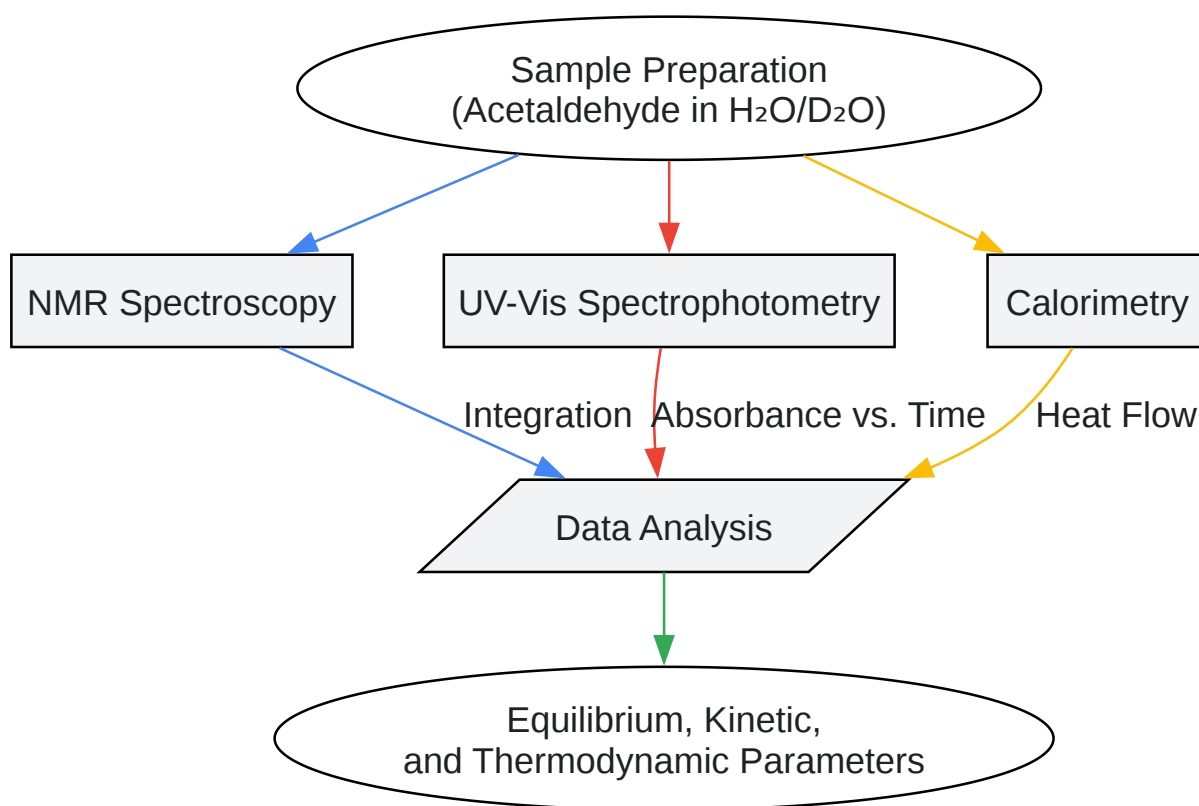 Sample Preparation
(Acetaldehyde in H₂O/D₂O)
NMR Spectroscopy
UV-Vis Spectrophotometry
Calorimetry
Integration
Absorbance vs. Time
Heat Flow
Data Analysis
Equilibrium, Kinetic,
and Thermodynamic Parameters